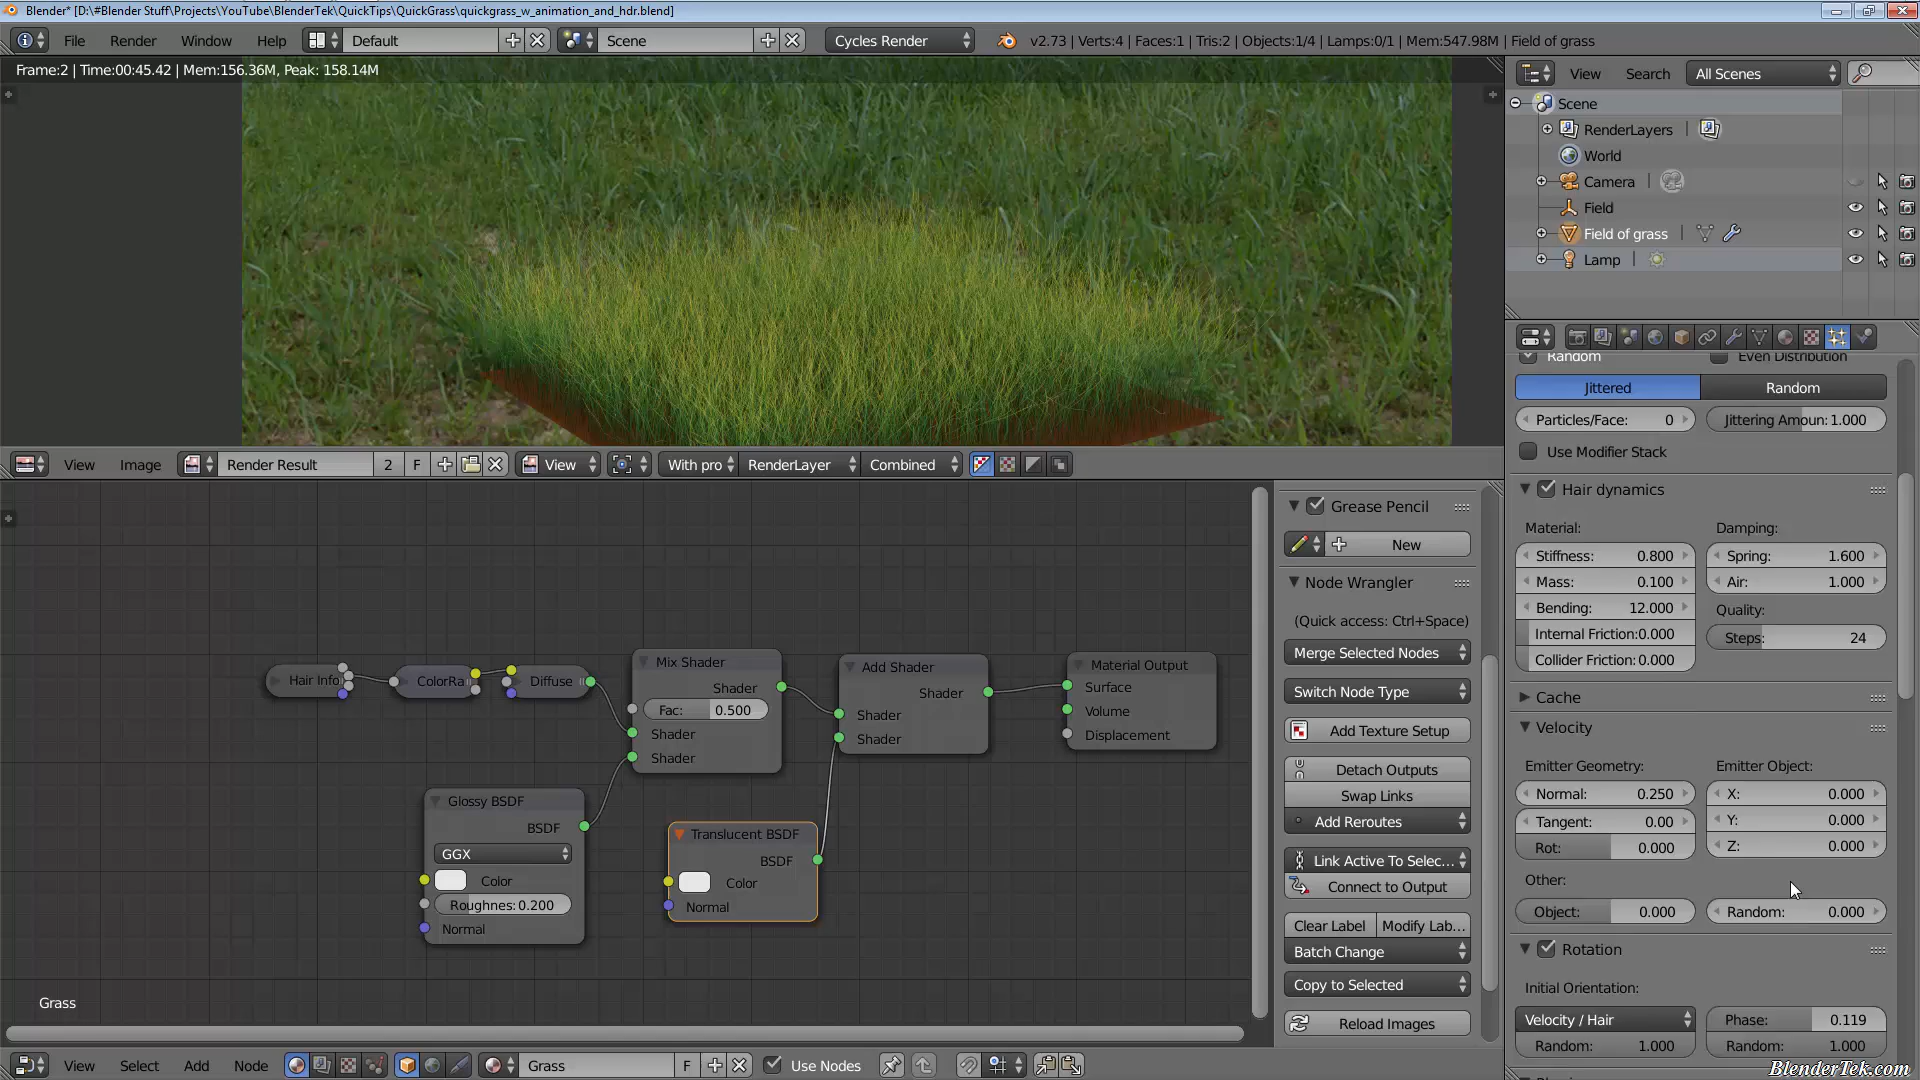 Blender* [D:\#Blender Stuff\Projects\YouTube\BlenderTek\QuickTips\QuickGrass\quickgrass_w_animation_and_hdr.blend]
File Render Window Help Default Scene Cycles Render v2.73 | Verts:4 | Faces:1 | Tris:2 | Objects:1/4 | Lamps:0/1 | Mem:547.98M | Field of grass
Frame:2 | Time:00:45.42 | Mem:156.36M, Peak: 158.14M
View Search All Scenes
Scene
RenderLayers |
World
Camera |
Field
Field of grass |
Lamp |
Random Even Distribution
Jittered Random
Particles/Face: 0 Jittering Amoun: 1.000
Use Modifier Stack
Hair dynamics
Material: Damping:
Stiffness: 0.800 Spring: 1.600
Mass: 0.100 Air: 1.000
Bending: 12.000 Quality:
Internal Friction:0.000 Steps: 24
Collider Friction:0.000
Cache
Velocity
Emitter Geometry: Emitter Object:
Normal: 0.250 X: 0.000
Tangent: 0.00 Y: 0.000
Rot: 0.000 Z: 0.000
Other:
Object: 0.000 Random: 0.000
Rotation
Initial Orientation:
Velocity / Hair Phase: 0.119
Random: 1.000 Random: 1.000
BlenderTek.com
View Image Render Result 2 F View With pro RenderLayer Combined
Grease Pencil
New
Node Wrangler
(Quick access: Ctrl+Space)
Merge Selected Nodes
Switch Node Type
Add Texture Setup
Detach Outputs
Swap Links
Add Reroutes
Link Active To Selec...
Connect to Output
Clear Label Modify Lab...
Batch Change
Copy to Selected
Reload Images
Hair Info
ColorRa
Diffuse
Mix Shader
Shader
Fac: 0.500
Shader
Shader
Add Shader
Shader
Shader
Shader
Material Output
Surface
Volume
Displacement
Glossy BSDF
BSDF
GGX
Color
Roughnes: 0.200
Normal
Translucent BSDF
BSDF
Color
Normal
Grass
View Select Add Node Grass F Use Nodes